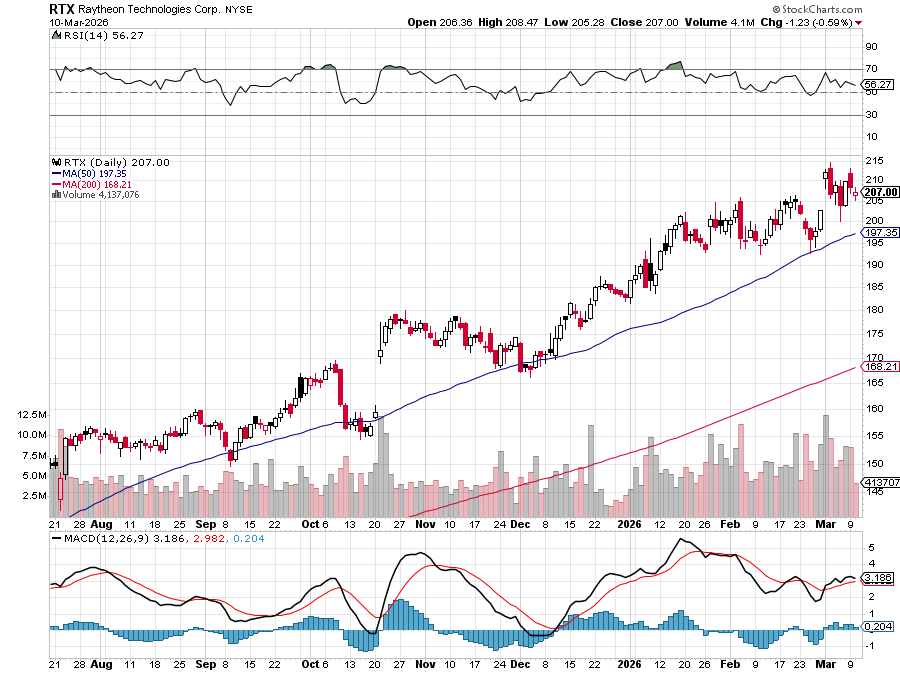 RTX Raytheon Technologies Corp. NYSE © StockCharts.com
10-Mar-2026 Open 206.36 High 208.47 Low 205.28 Close 207.00 Volume 4.1M Chg -1.23 (-0.59%)
RSI(14) 56.27
90
70
56.27
50
30
10
RTX (Daily) 207.00
MA(50) 197.35
MA(200) 168.21
Volume 4,137,076
215
210
207.00
205
200
197.35
195
190
185
180
175
170
168.21
165
160
155
150
145
12.5M
10.0M
7.5M
5.0M
2.5M
413707
21 28 Aug 11 18 25 Sep 8 15 22 Oct 6 13 20 27 Nov 10 17 24 Dec 8 15 22 2026 12 20 26 Feb 9 17 23 Mar 9
MACD(12,26,9) 3.186, 2.982, 0.204
5
4
3.186
2
1
0.204
-1
21 28 Aug 11 18 25 Sep 8 15 22 Oct 6 13 20 27 Nov 10 17 24 Dec 8 15 22 2026 12 20 26 Feb 9 17 23 Mar 9